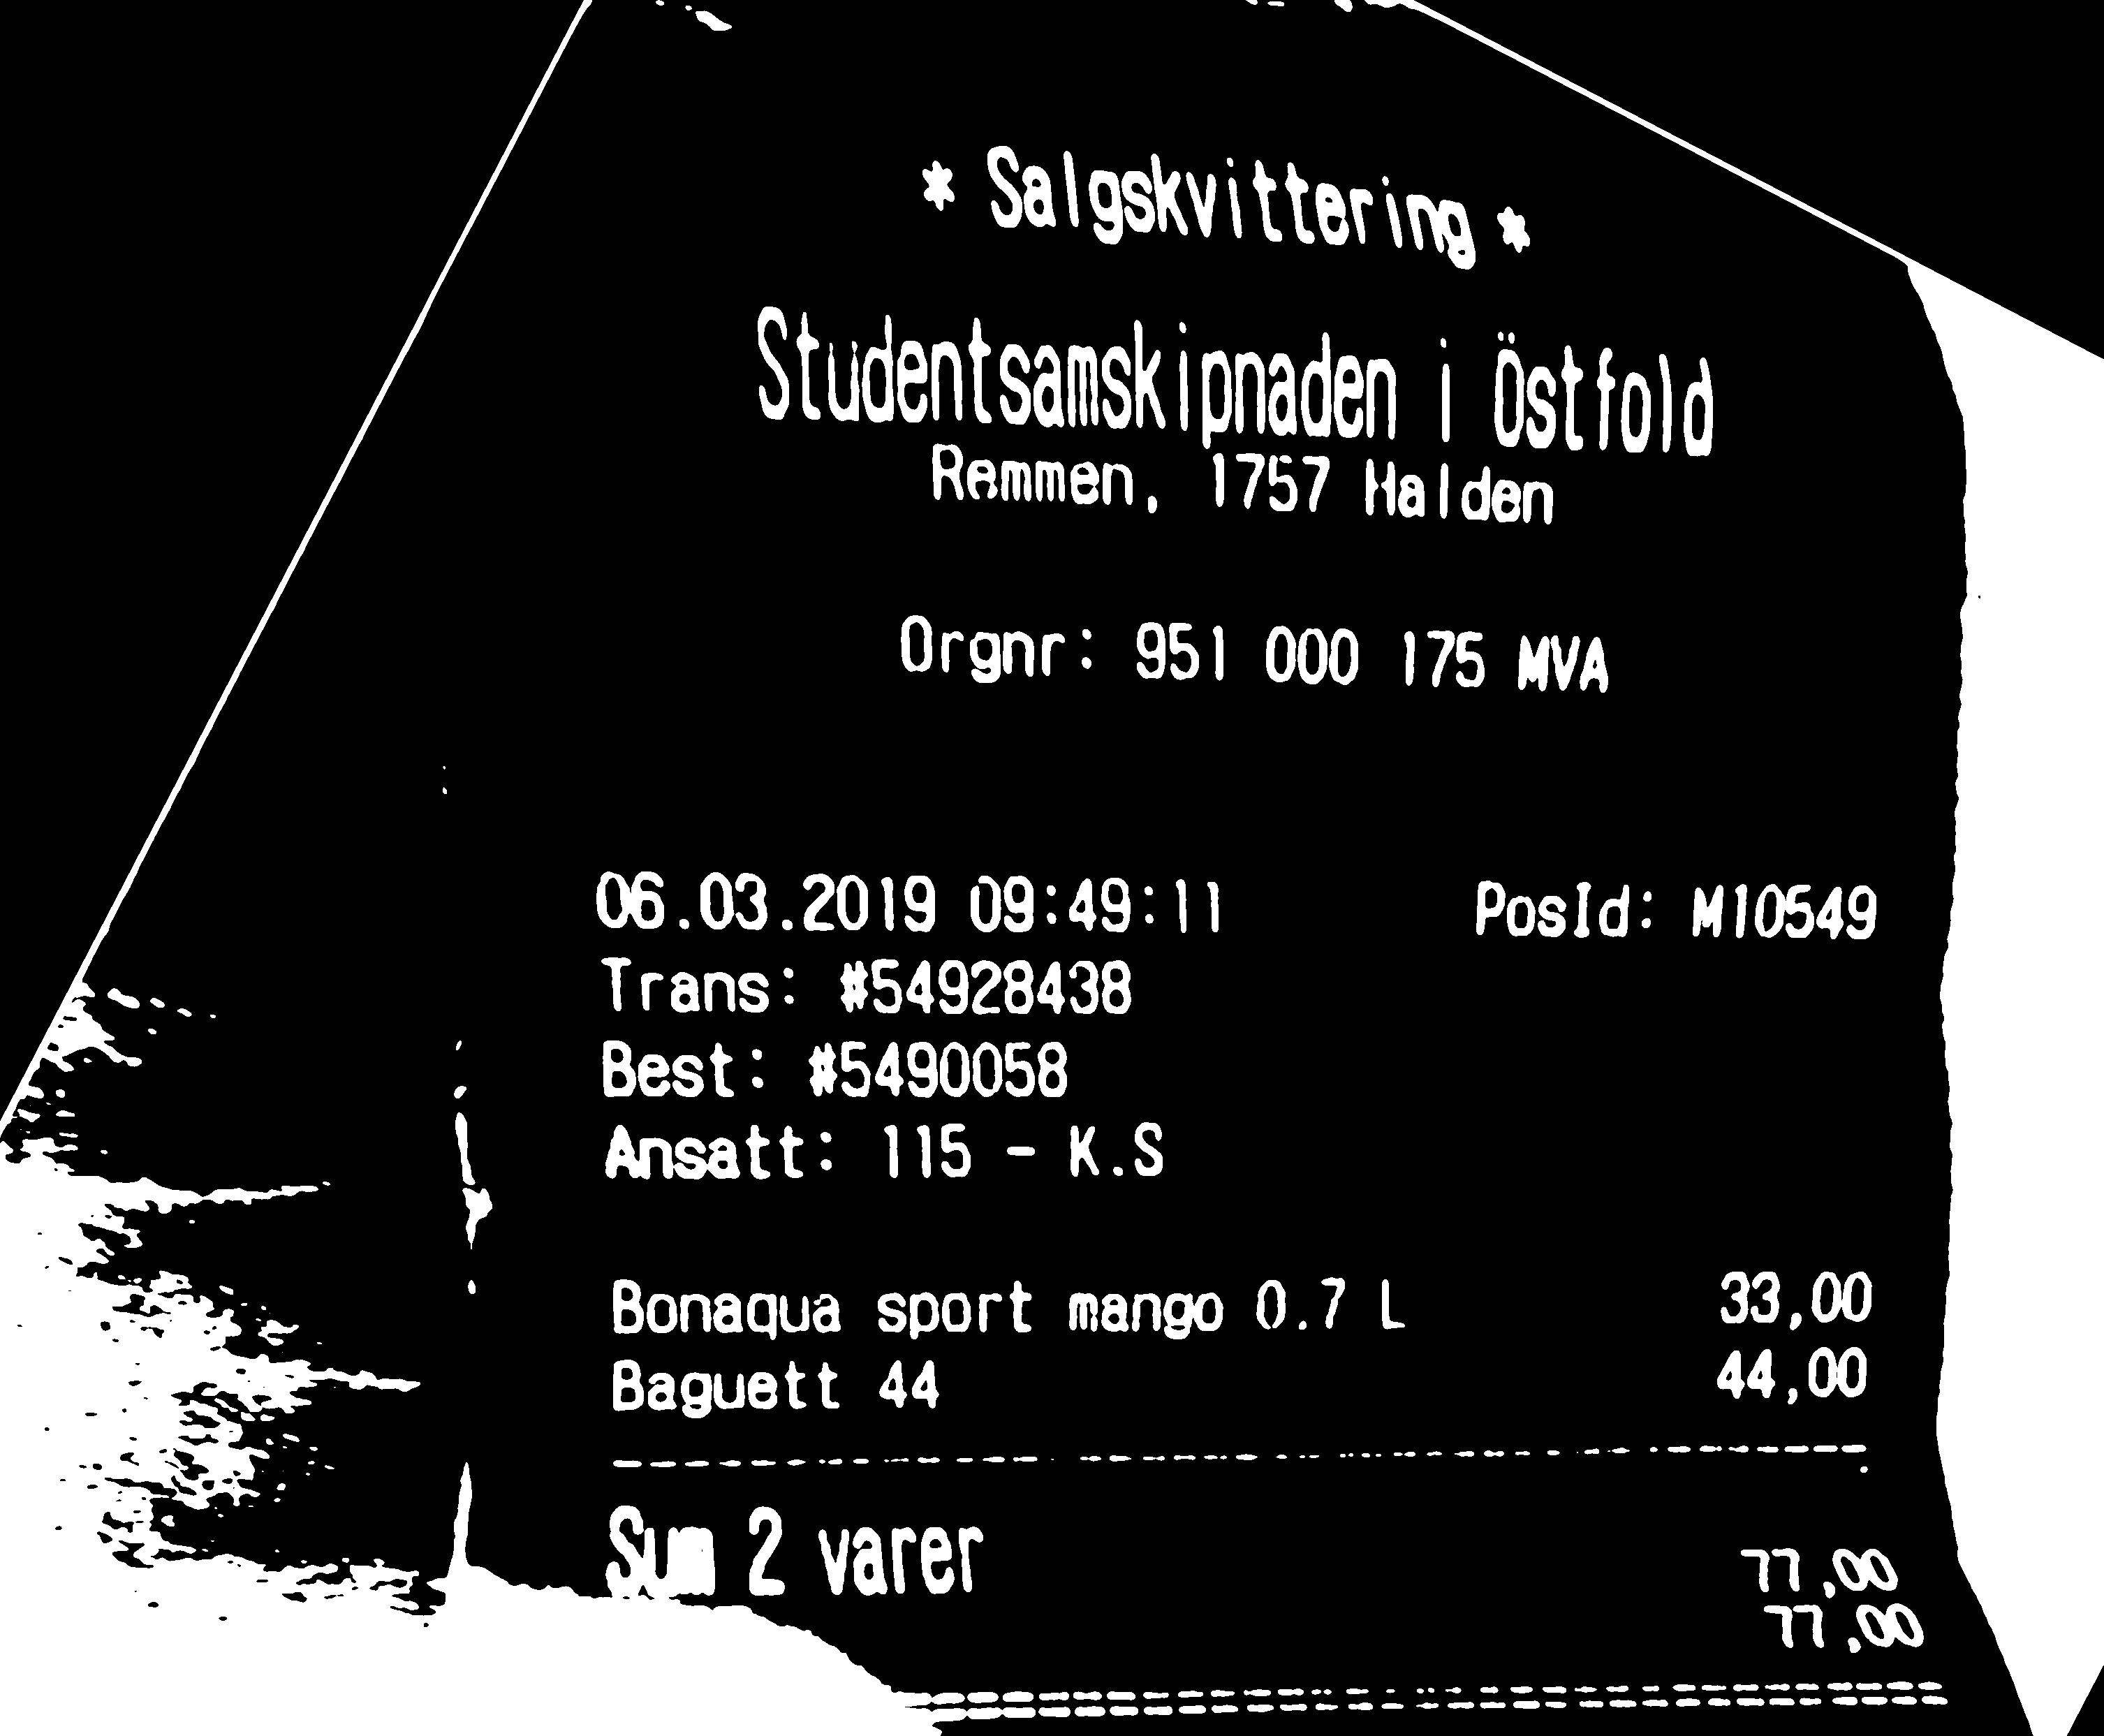 * Salgskvittering *
Studentsamskipnaden i Östfold
Remmen, 1757 Halden
Orgnr: 951 000 175 MVA
06.03.2019 09:49:11 PosId: M10549
Trans: #54928438
Best: #5490058
Ansatt: 115 - K.S
Bonaqua sport mango 0.7 L 33,00
Baguett 44 44,00
Sum 2 varer 77,00
77,00